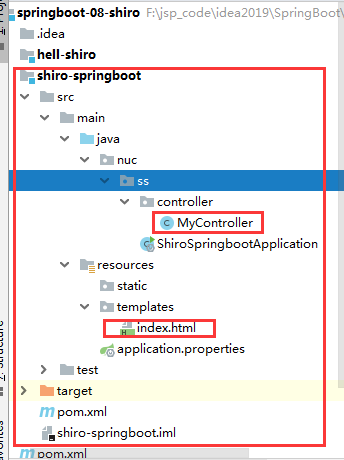 springboot-08-shiro F:\jsp_code\idea2019\SpringBoot\
.idea
hell-shiro
shiro-springboot
src
main
java
nuc
ss
controller
MyController
ShiroSpringbootApplication
resources
static
templates
index.html
application.properties
test
target
pom.xml
shiro-springboot.iml
pom.xml